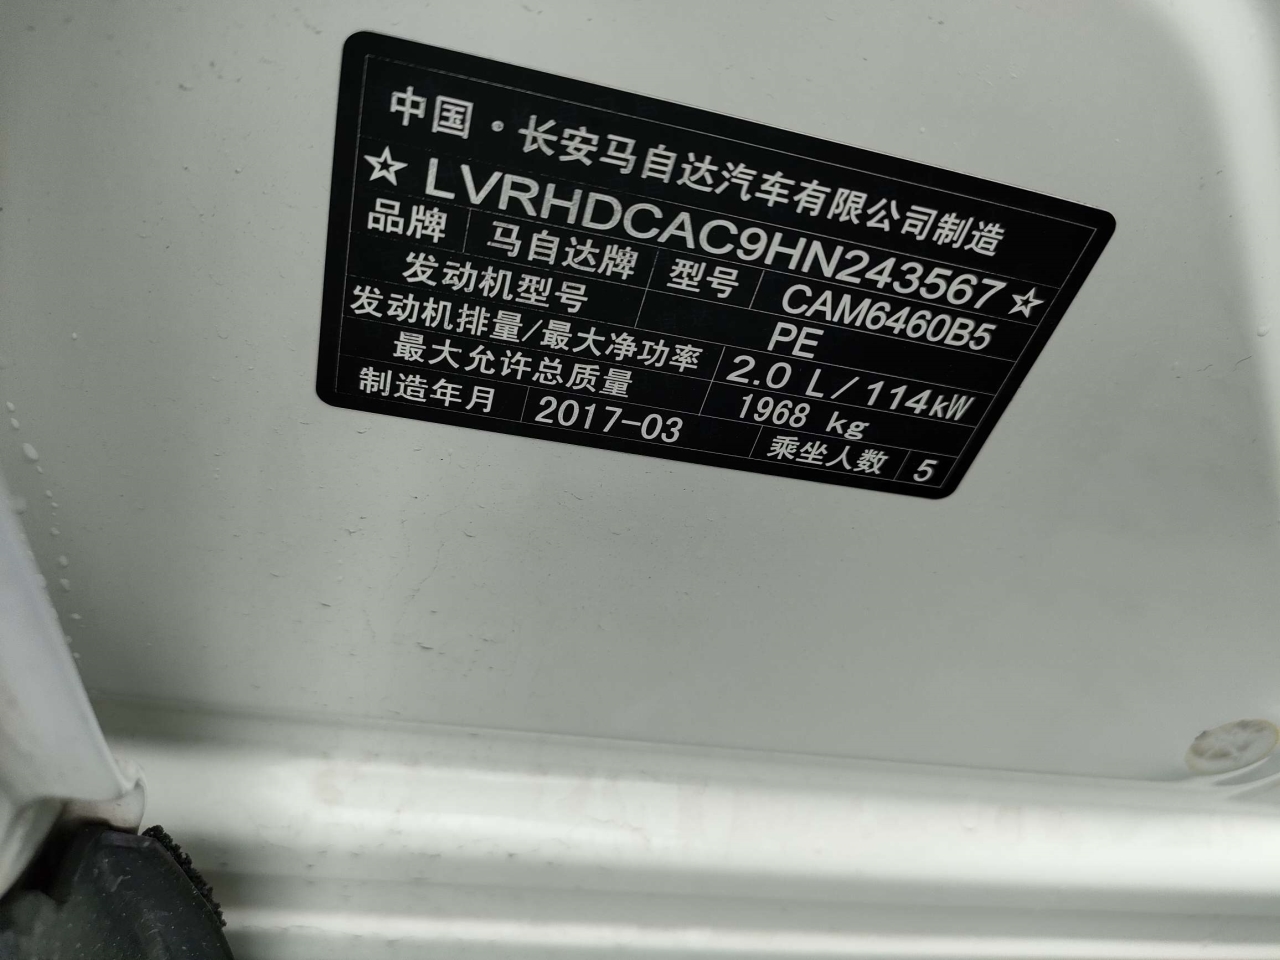 中国·长安马自达汽车有限公司制造
☆LVRHDCAC9HN243567☆
品牌 马自达牌 型号 CAM6460B5
发动机型号 PE
发动机排量/最大净功率 2.0 L/114kW
最大允许总质量 1968 kg
制造年月 2017-03 乘坐人数 5